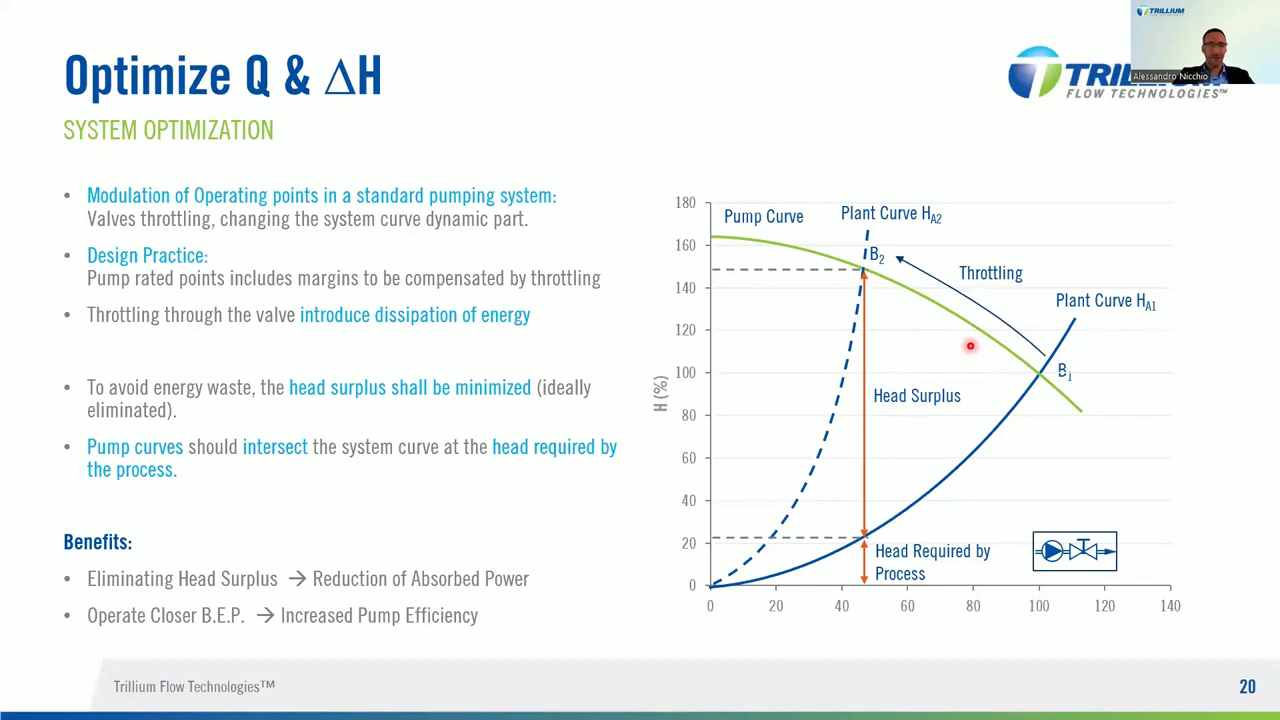 TRILLIUM
Alessandro Nicchio
Optimize Q & ΔH
FLOW TECHNOLOGIES™
SYSTEM OPTIMIZATION
• Modulation of Operating points in a standard pumping system:
Valves throttling, changing the system curve dynamic part.
• Design Practice:
Pump rated points includes margins to be compensated by throttling
• Throttling through the valve introduce dissipation of energy
• To avoid energy waste, the head surplus shall be minimized (ideally
eliminated).
• Pump curves should intersect the system curve at the head required by
the process.
Benefits:
• Eliminating Head Surplus → Reduction of Absorbed Power
• Operate Closer B.E.P. → Increased Pump Efficiency
H (%)
180
160
140
120
100
80
60
40
20
0
0 20 40 60 80 100 120 140
Pump Curve
Plant Curve HA2
B2
Throttling
Plant Curve HA1
B1
Head Surplus
Head Required by
Process
Trillium Flow Technologies™
20